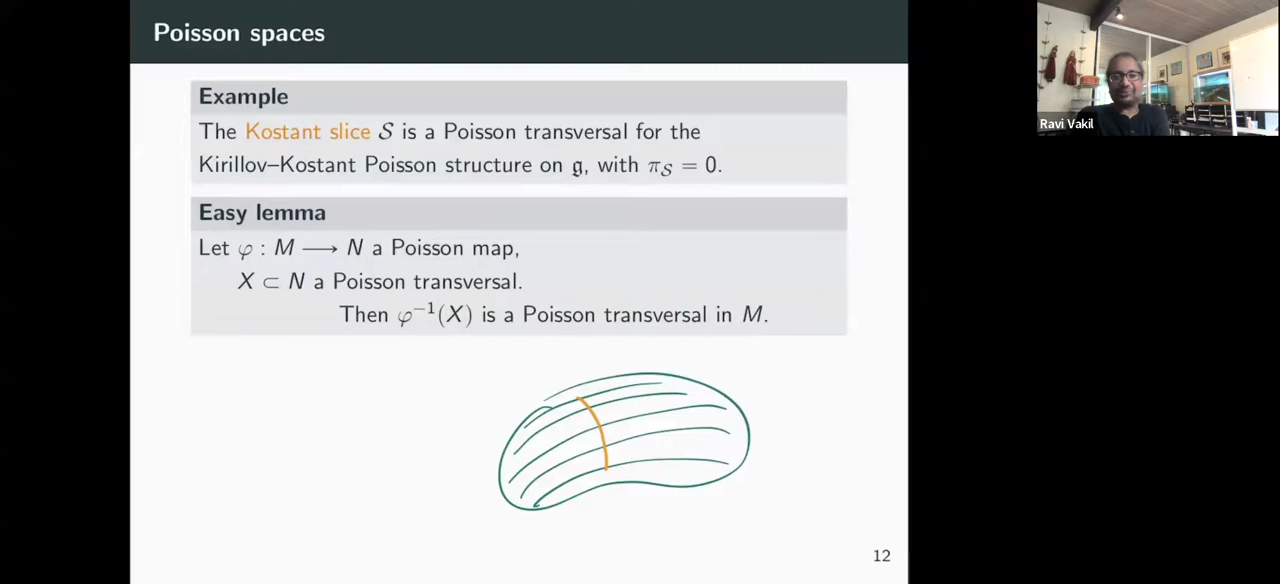 Poisson spaces
Example
The Kostant slice 𝒮 is a Poisson transversal for the
Kirillov–Kostant Poisson structure on 𝔤, with π_𝒮 = 0.
Easy lemma
Let φ : M ⟶ N a Poisson map,
X ⊂ N a Poisson transversal.
Then φ⁻¹(X) is a Poisson transversal in M.
12
Ravi Vakil